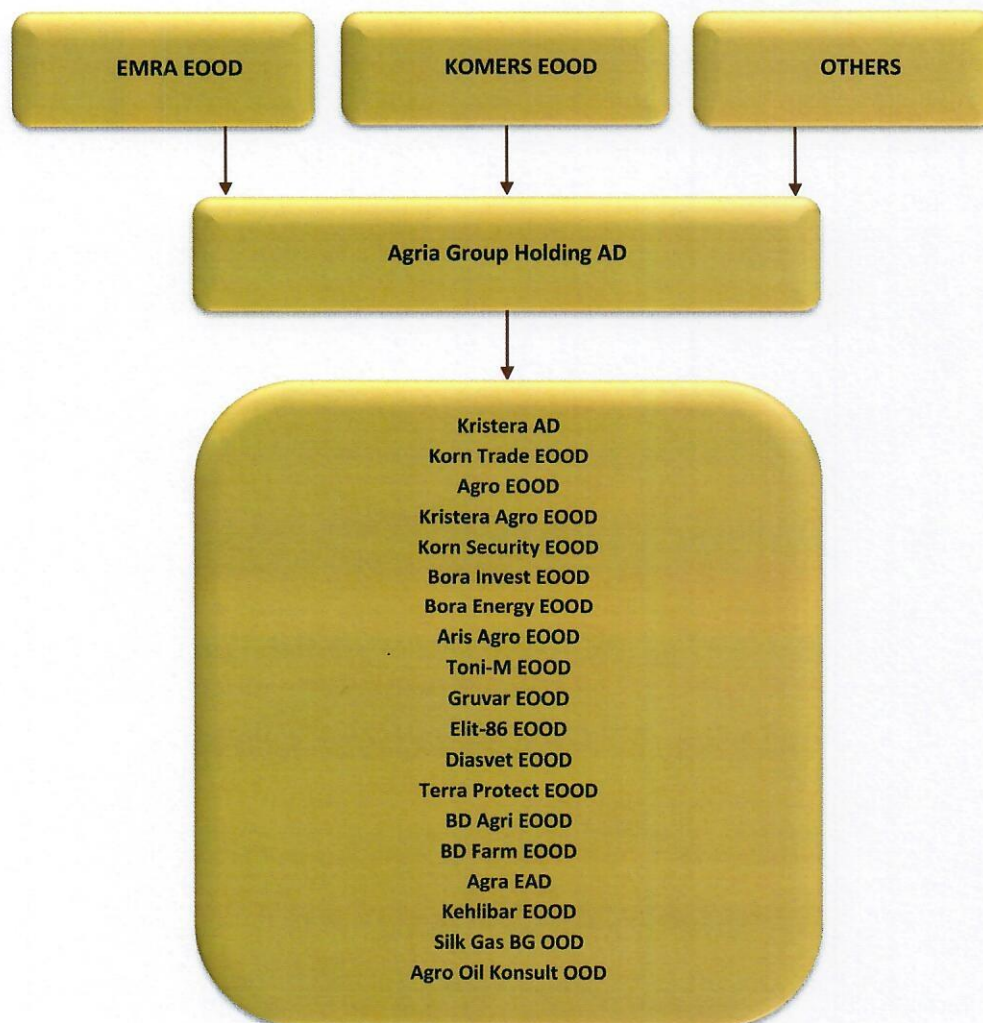 EMRA EOOD
KOMERS EOOD
OTHERS
Agria Group Holding AD
Kristera AD
Korn Trade EOOD
Agro EOOD
Kristera Agro EOOD
Korn Security EOOD
Bora Invest EOOD
Bora Energy EOOD
Aris Agro EOOD
Toni-M EOOD
Gruvar EOOD
Elit-86 EOOD
Diasvet EOOD
Terra Protect EOOD
BD Agri EOOD
BD Farm EOOD
Agra EAD
Kehlibar EOOD
Silk Gas BG OOD
Agro Oil Konsult OOD